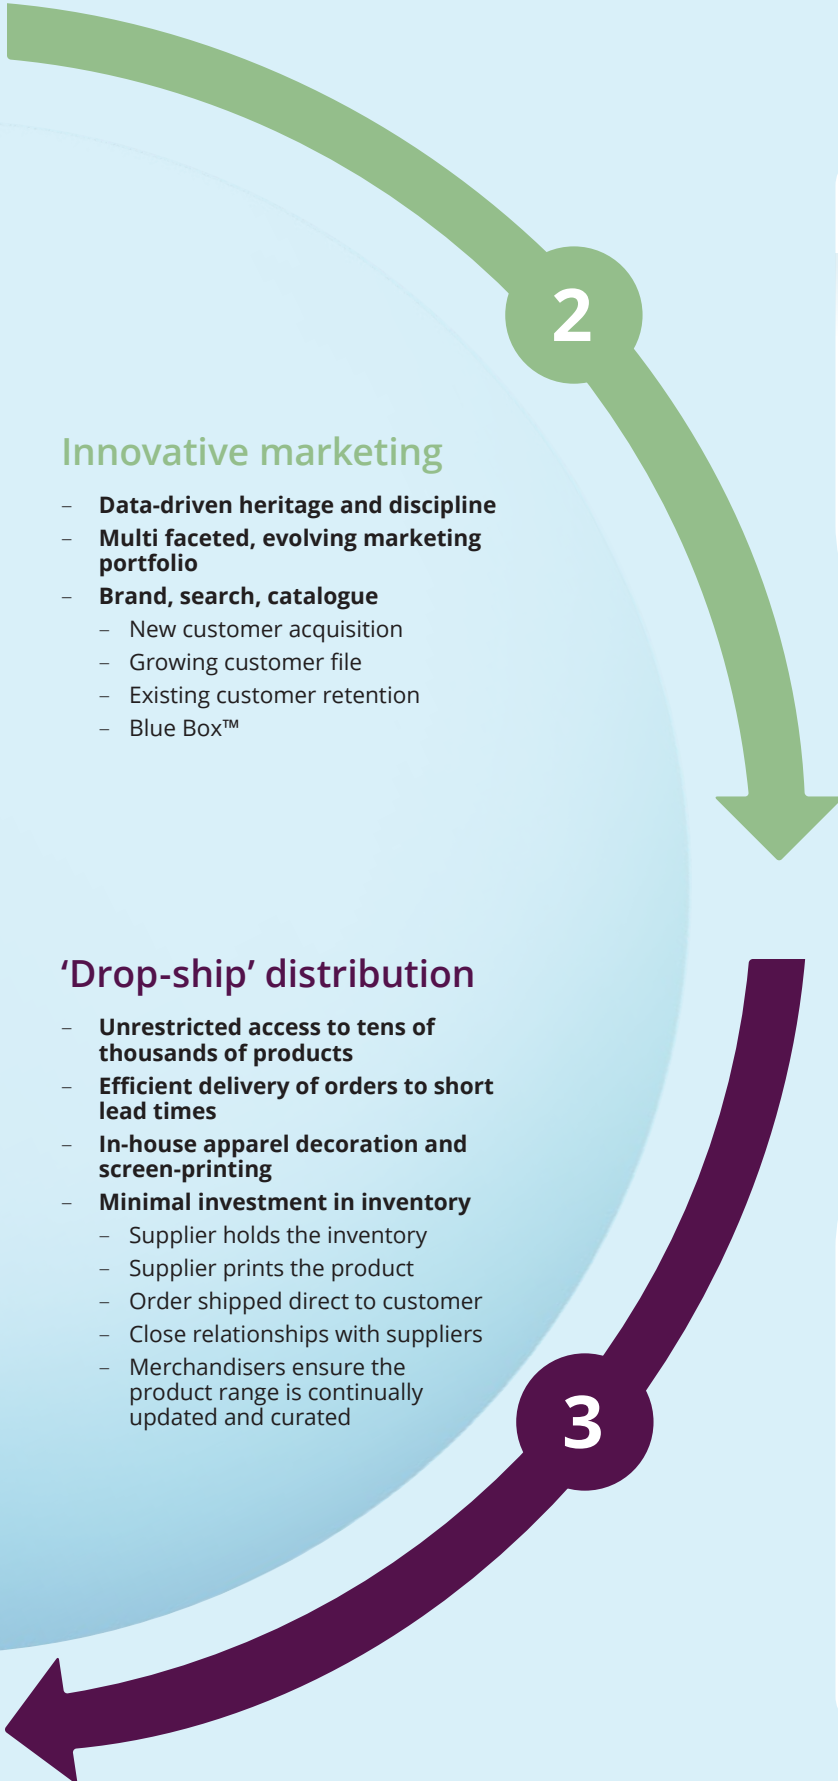 2
Innovative marketing
– Data-driven heritage and discipline
– Multi faceted, evolving marketing
portfolio
– Brand, search, catalogue
– New customer acquisition
– Growing customer file
– Existing customer retention
– Blue Box™
‘Drop-ship’ distribution
– Unrestricted access to tens of
thousands of products
– Efficient delivery of orders to short
lead times
– In-house apparel decoration and
screen-printing
– Minimal investment in inventory
– Supplier holds the inventory
– Supplier prints the product
– Order shipped direct to customer
– Close relationships with suppliers
– Merchandisers ensure the
product range is continually
updated and curated
3